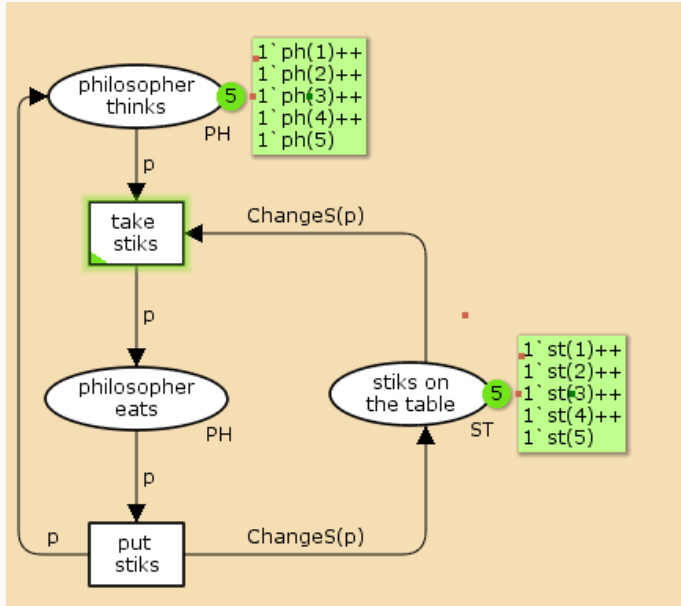 philosopher
thinks
5
PH
1`ph(1)++
1`ph(2)++
1`ph(3)++
1`ph(4)++
1`ph(5)
p
take
stiks
ChangeS(p)
p
philosopher
eats
PH
stiks on
the table
5
ST
1`st(1)++
1`st(2)++
1`st(3)++
1`st(4)++
1`st(5)
p
p
put
stiks
ChangeS(p)